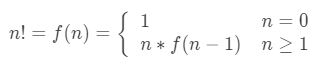 n! = f(n) = { 1 n = 0
n * f(n − 1) n ≥ 1